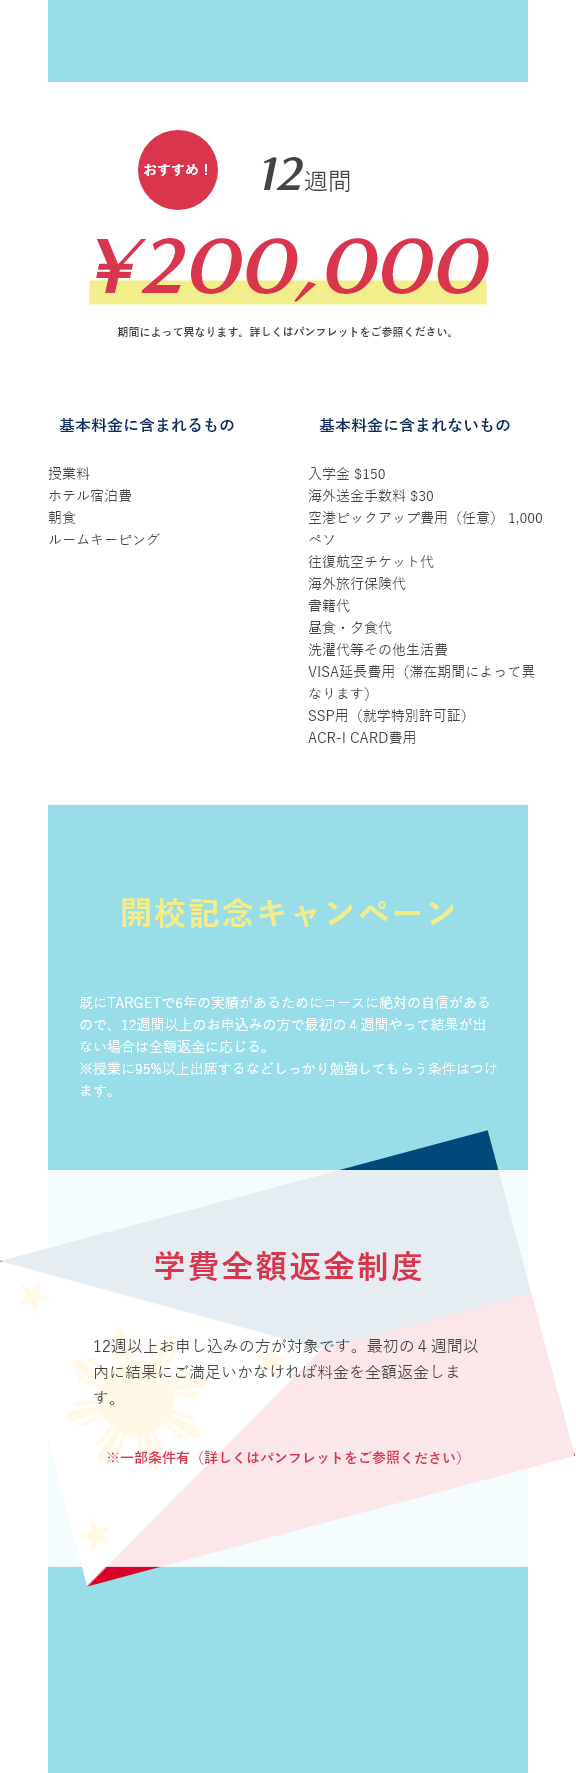 おすすめ！
12週間
¥200,000
期間によって異なります。詳しくはパンフレットをご参照ください。
基本料金に含まれるもの
授業料
ホテル宿泊費
朝食
ルームキーピング
基本料金に含まれないもの
入学金 $150
海外送金手数料 $30
空港ピックアップ費用（任意） 1,000
ペソ
往復航空チケット代
海外旅行保険代
書籍代
昼食・夕食代
洗濯代等その他生活費
VISA延長費用（滞在期間によって異
なります）
SSP用（就学特別許可証）
ACR-I CARD費用
開校記念キャンペーン
既にTARGETで6年の実績があるためにコースに絶対の自信がある
ので、12週間以上のお申込みの方で最初の４週間やって結果が出
ない場合は全額返金に応じる。
※授業に95%以上出席するなどしっかり勉強してもらう条件はつけ
ます。
学費全額返金制度
12週以上お申し込みの方が対象です。最初の４週間以
内に結果にご満足いかなければ料金を全額返金しま
す。
※一部条件有（詳しくはパンフレットをご参照ください）